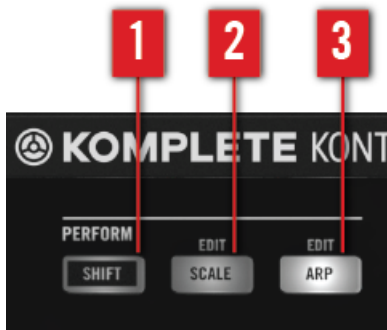 1 2 3
KOMPLETE KONT
PERFORM
EDIT EDIT
SHIFT SCALE ARP